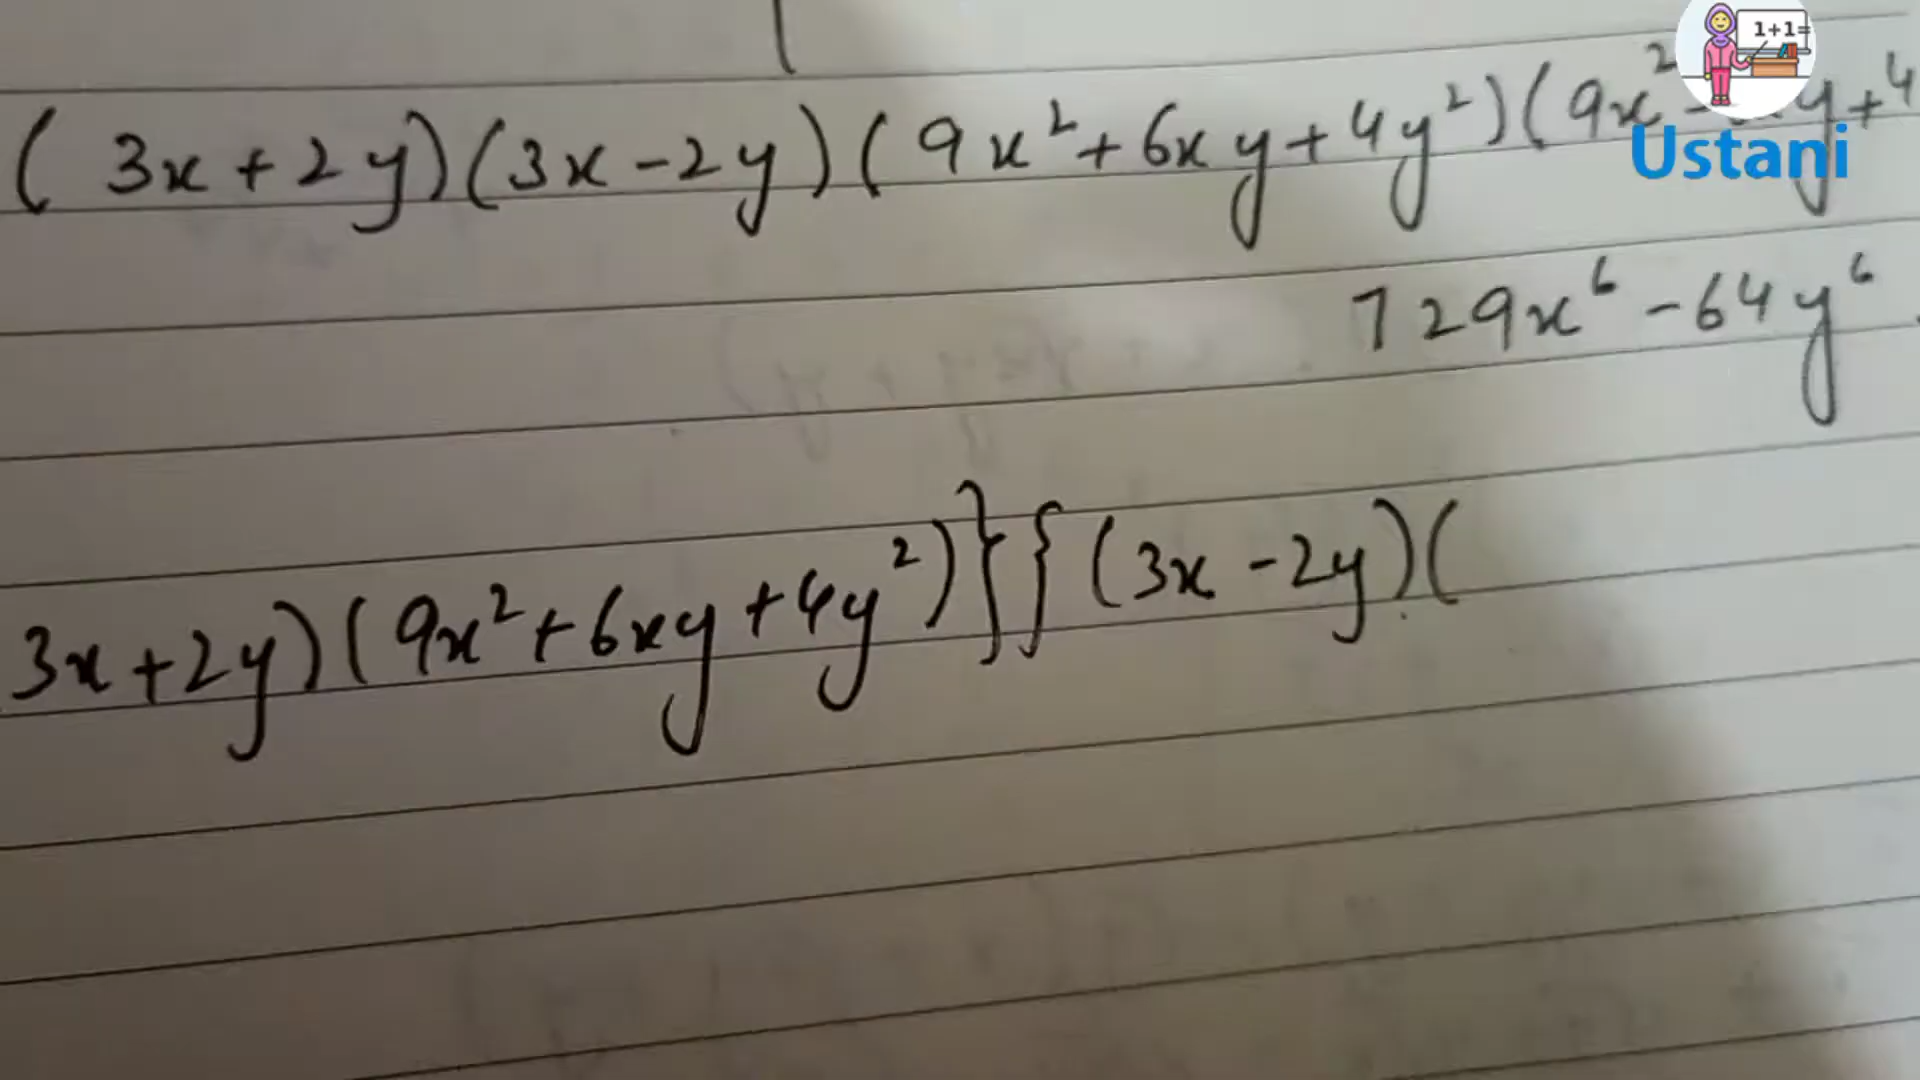 1+1=
Ustani
(3x+2y)(3x-2y)(9x²+6xy+4y²)(9x²- y+4
729x⁶-64y⁶
3x+2y)(9x²+6xy+4y²)}{(3x-2y)(